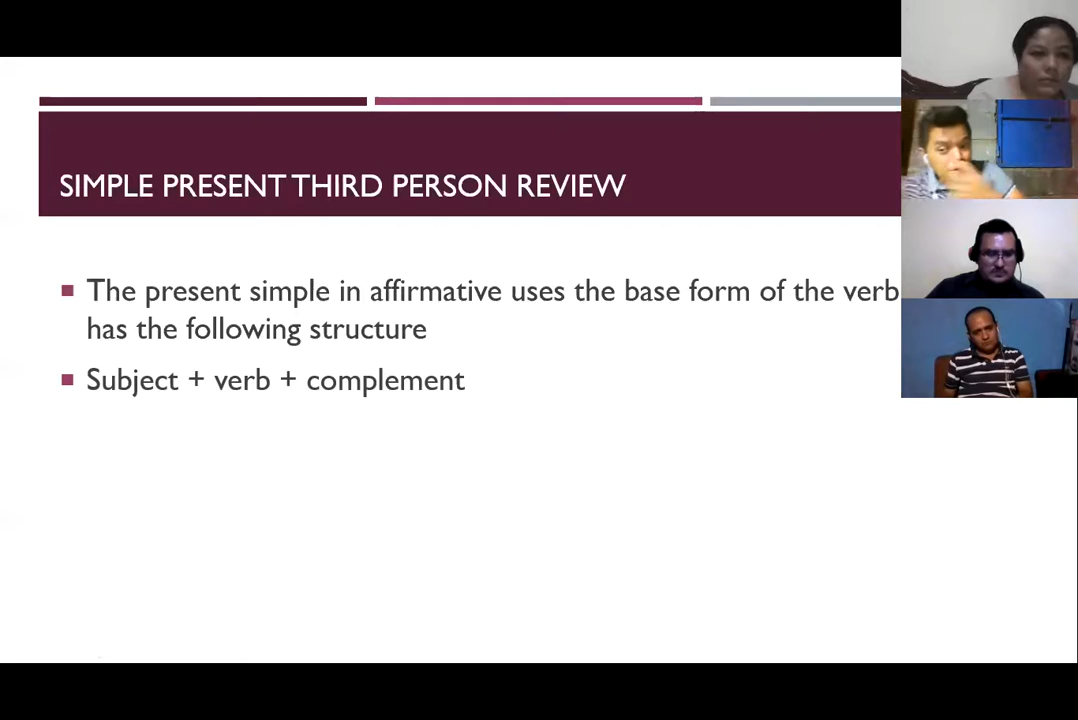 SIMPLE PRESENT THIRD PERSON REVIEW
The present simple in affirmative uses the base form of the verb
has the following structure
Subject + verb + complement